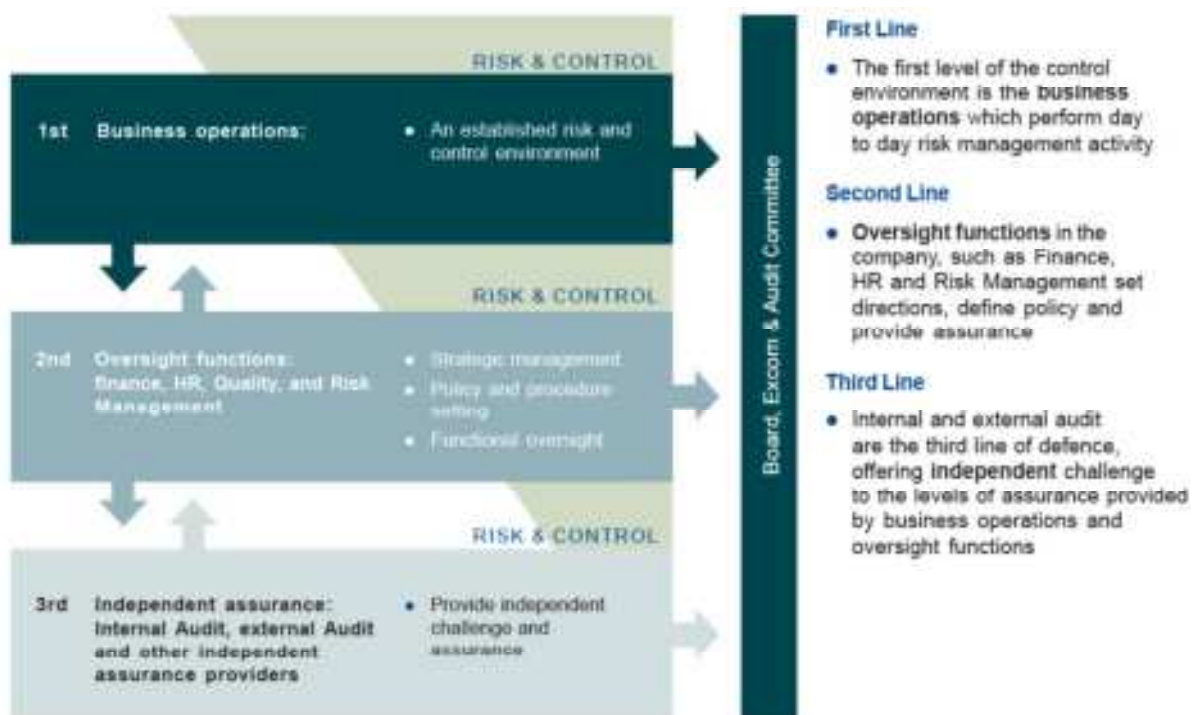 RISK & CONTROL
1st Business operations:
• An established risk and
control environment
RISK & CONTROL
2nd Oversight functions:
finance, HR, Quality, and Risk
Management
• Strategic management
• Policy and procedure
setting
• Functional oversight
RISK & CONTROL
3rd Independent assurance:
Internal Audit, external Audit
and other independent
assurance providers
• Provide independent
challenge and
assurance
Board, Excom & Audit Committee
First Line
• The first level of the control
environment is the business
operations which perform day
to day risk management activity
Second Line
• Oversight functions in the
company, such as Finance,
HR and Risk Management set
directions, define policy and
provide assurance
Third Line
• Internal and external audit
are the third line of defence,
offering independent challenge
to the levels of assurance provided
by business operations and
oversight functions